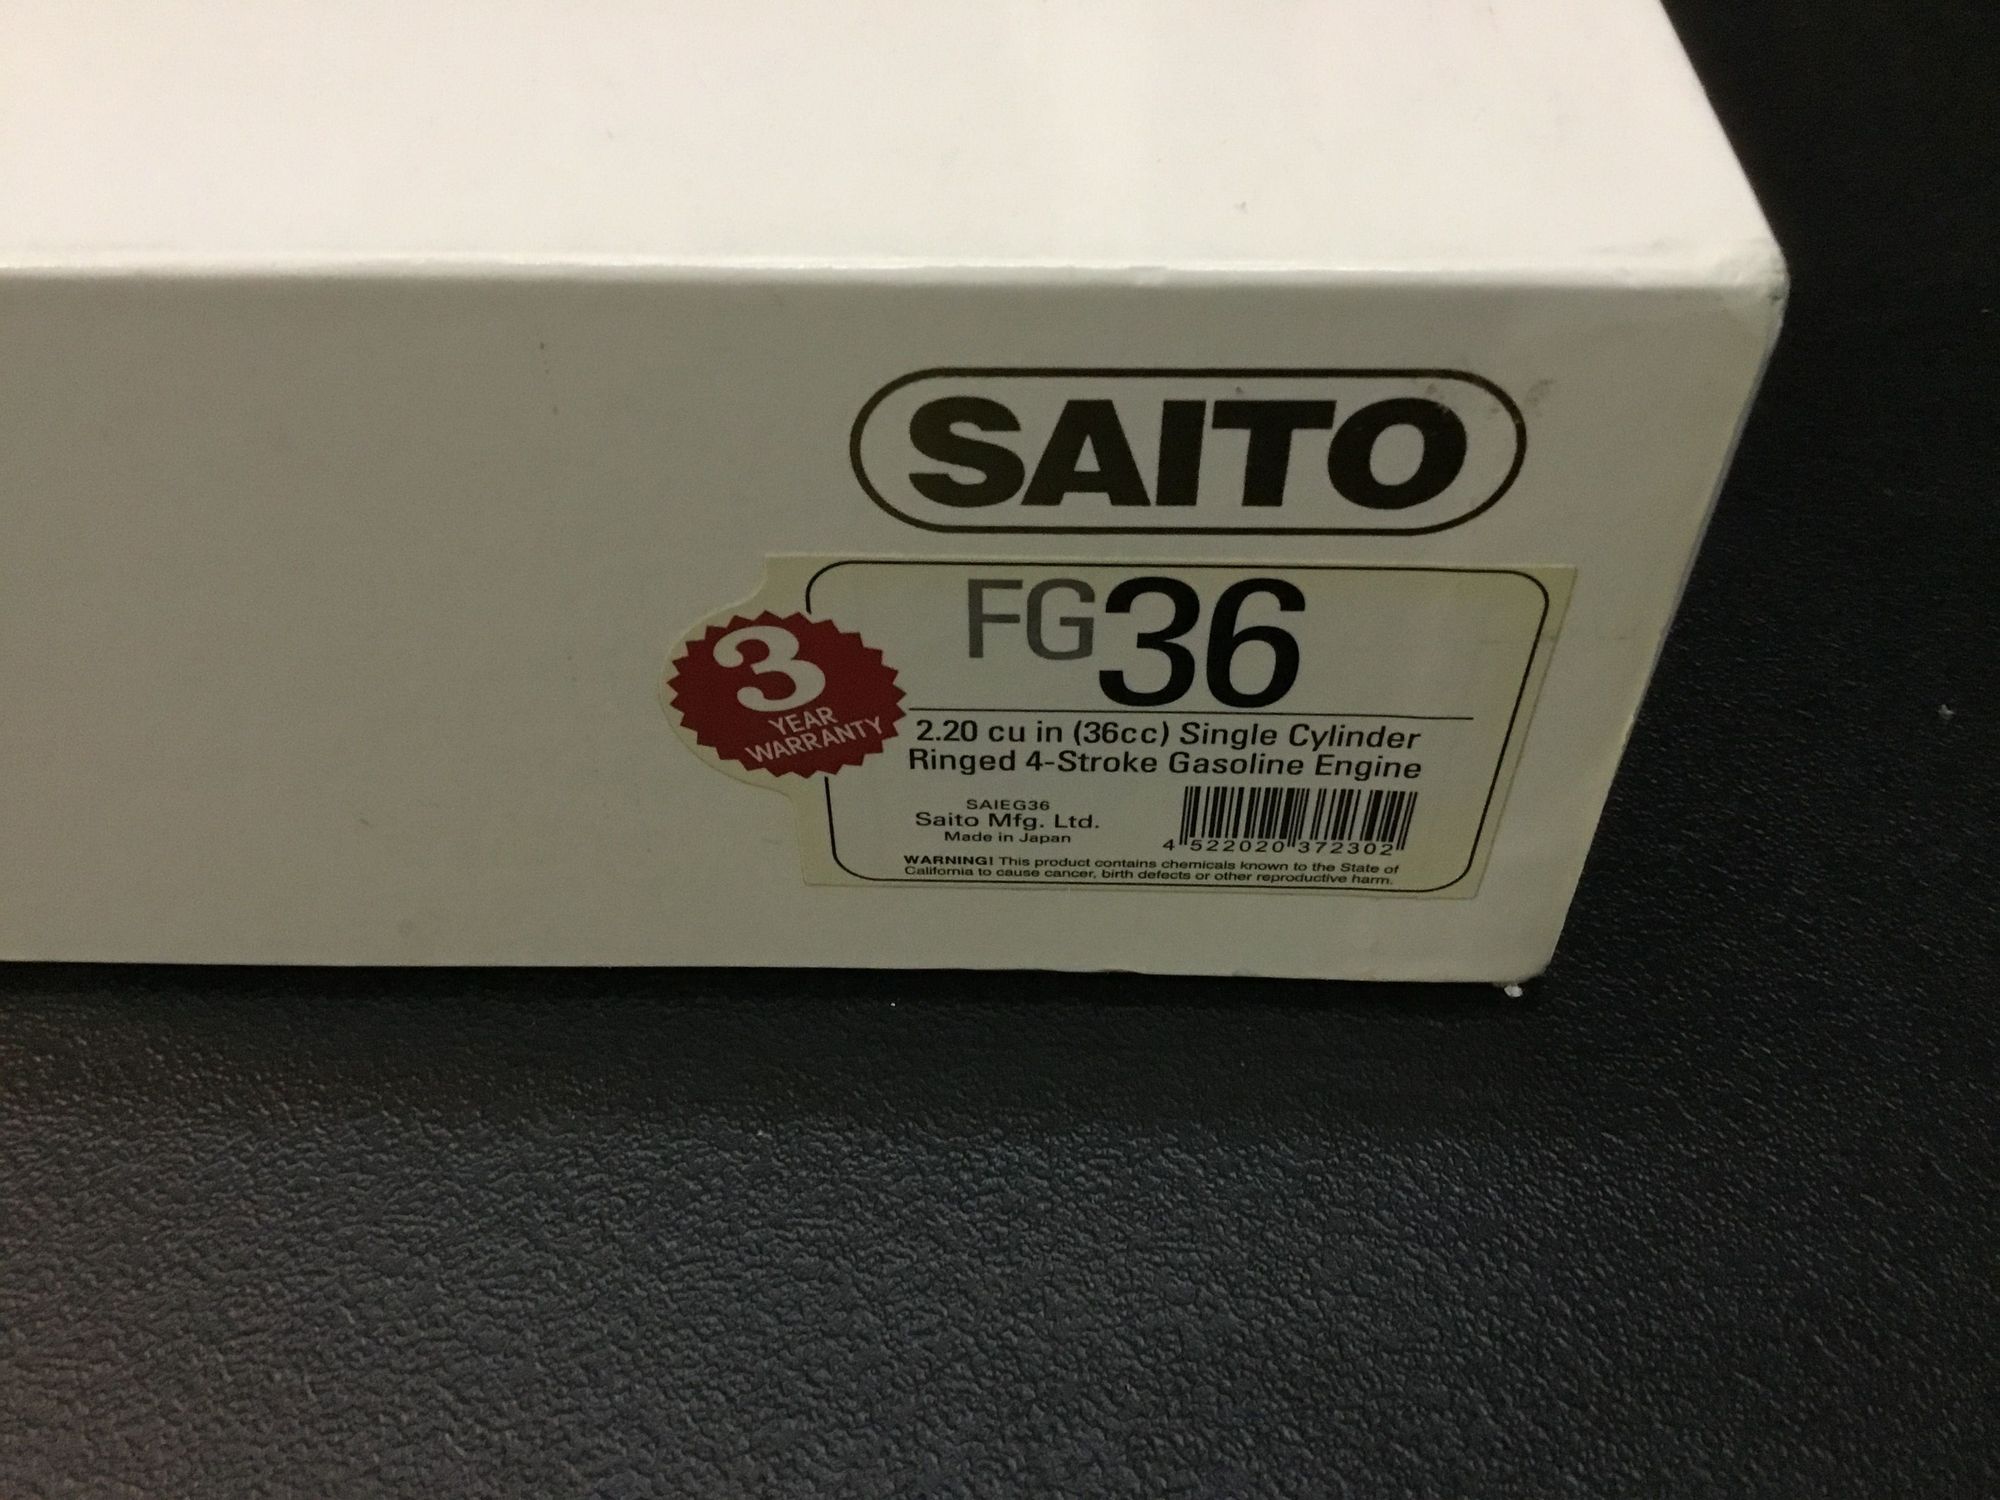 SAITO
FG36
3
YEAR
WARRANTY
2.20 cu in (36cc) Single Cylinder
Ringed 4-Stroke Gasoline Engine
SAIEG36
Saito Mfg. Ltd.
Made in Japan
4 522020 372302
WARNING! This product contains chemicals known to the State of
California to cause cancer, birth defects or other reproductive harm.